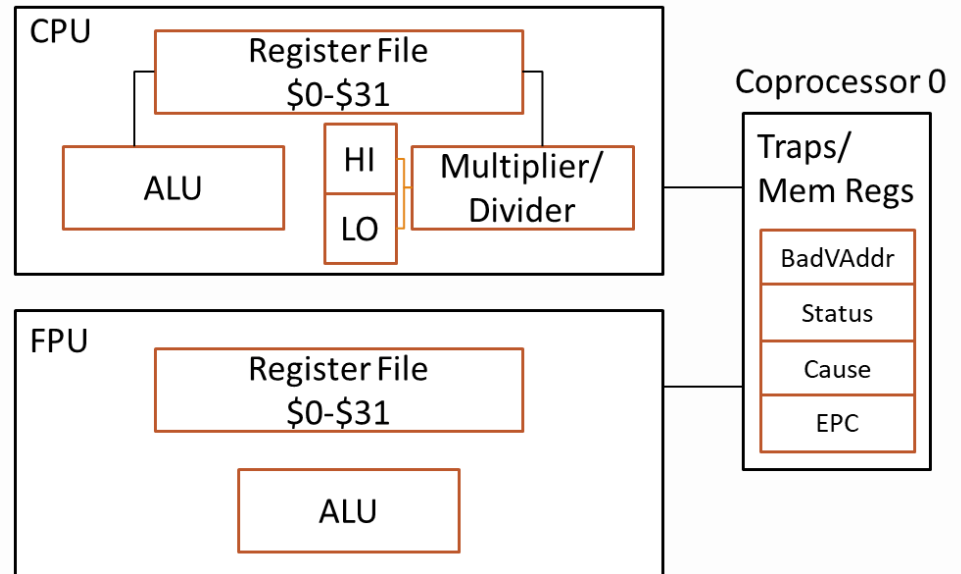 CPU
Register File
$0-$31
ALU
HI
LO
Multiplier/
Divider
Coprocessor 0
Traps/
Mem Regs
BadVAddr
Status
Cause
EPC
FPU
Register File
$0-$31
ALU